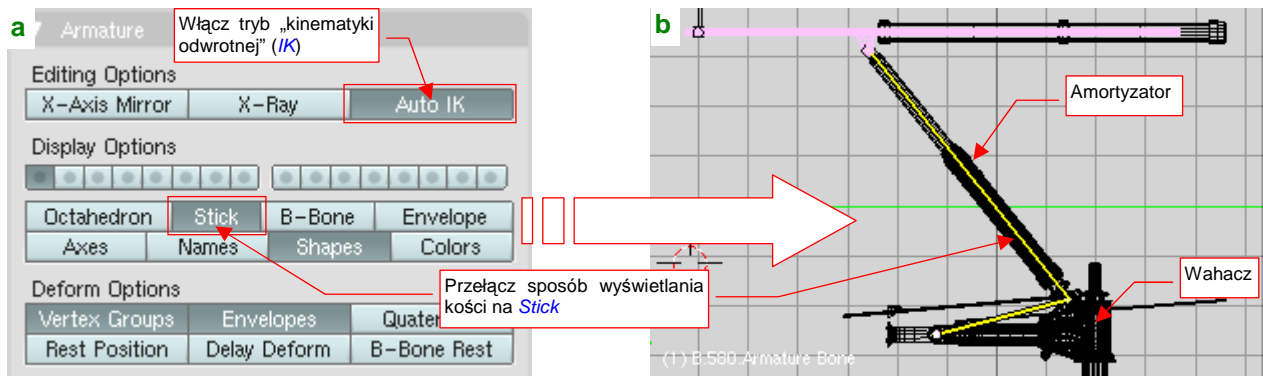 a
Armature
Włącz tryb „kinematyki
odwrotnej” (IK)
Editing Options
X-Axis Mirror
X-Ray
Auto IK
Display Options
Octahedron
Stick
B-Bone
Envelope
Axes
Names
Shapes
Colors
Przełącz sposób wyświetlania
kości na Stick
Deform Options
Vertex Groups
Envelopes
Quater
Rest Position
Delay Deform
B-Bone Rest
b
Amortyzator
Wahacz
(1) B.580.Armature Bone